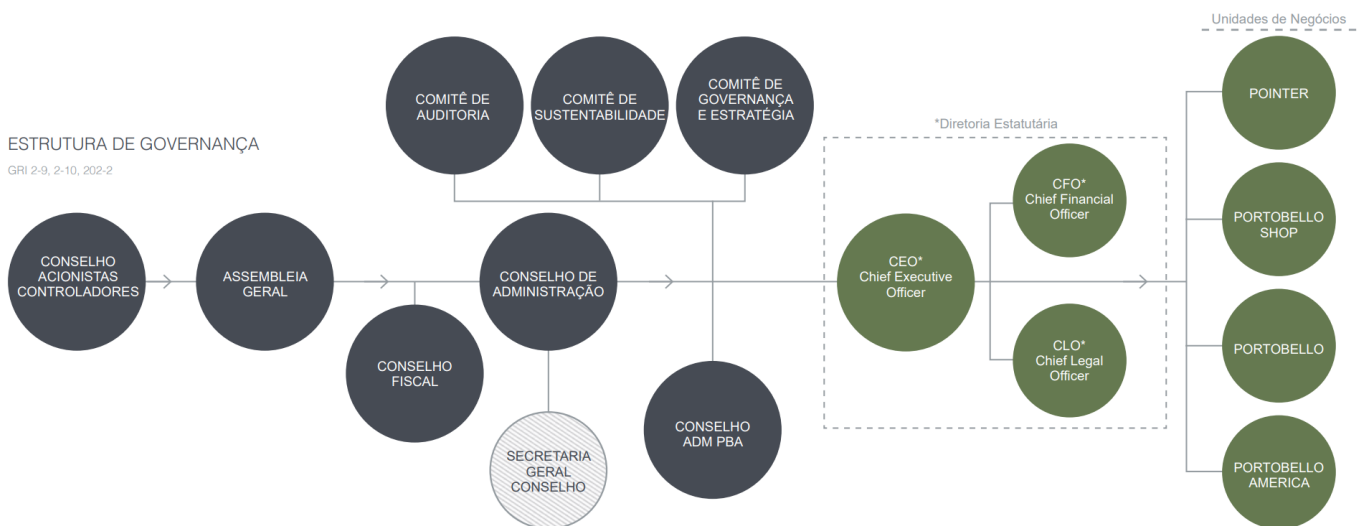 Unidades de Negócios
COMITÊ DE
AUDITORIA
COMITÊ DE
SUSTENTABILIDADE
COMITÊ DE
GOVERNANÇA
E ESTRATÉGIA
POINTER
*Diretoria Estatutária
ESTRUTURA DE GOVERNANÇA
GRI 2-9, 2-10, 202-2
CFO*
Chief Financial
Officer
PORTOBELLO
SHOP
CONSELHO
ACIONISTAS
CONTROLADORES
ASSEMBLEIA
GERAL
CONSELHO DE
ADMINISTRAÇÃO
CEO*
Chief Executive
Officer
CONSELHO
FISCAL
CLO*
Chief Legal
Officer
PORTOBELLO
CONSELHO
ADM PBA
SECRETARIA
GERAL
CONSELHO
PORTOBELLO
AMERICA